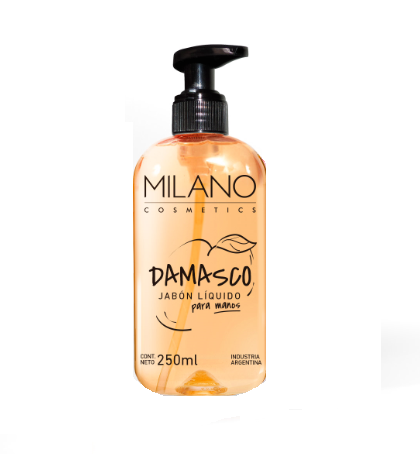 MILANO
COSMETICS
DAMASCO
JABÓN LÍQUIDO
para manos
CONT.
NETO 250ml
INDUSTRIA
ARGENTINA